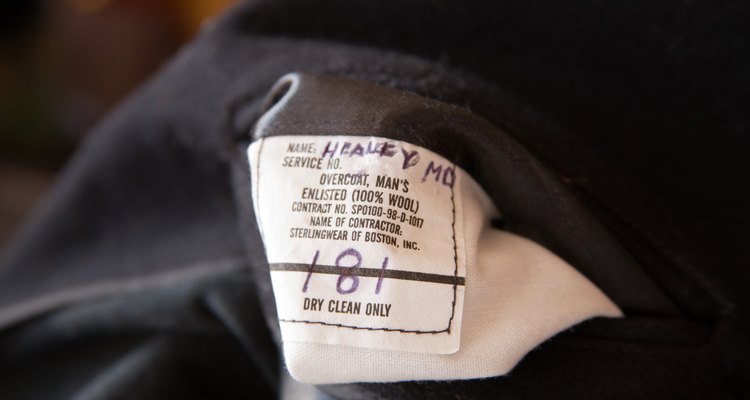 NAME: HEALEY MD
SERVICE NO.
OVERCOAT, MAN'S
ENLISTED (100% WOOL)
CONTRACT NO. SPO100-98-D-1017
NAME OF CONTRACTOR:
STERLINGWEAR OF BOSTON, INC.
181
DRY CLEAN ONLY